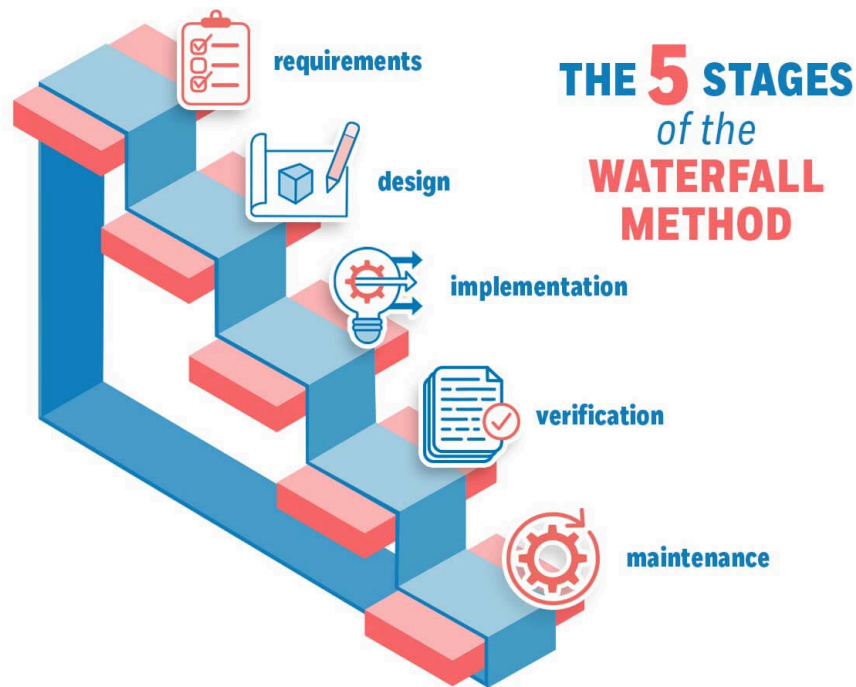 THE 5 STAGES
of the
WATERFALL
METHOD
requirements
design
implementation
verification
maintenance